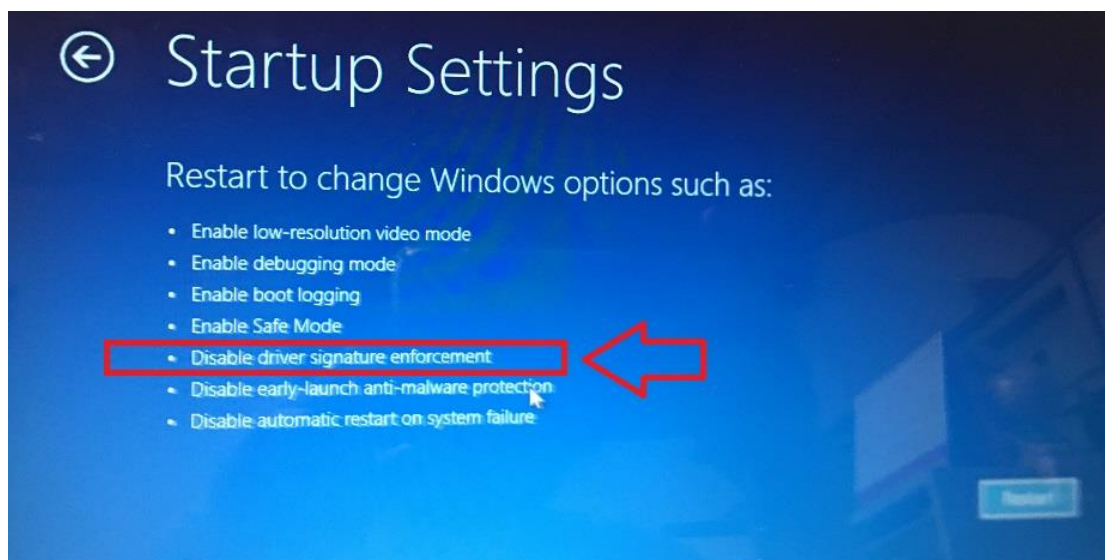 Startup Settings
Restart to change Windows options such as:
• Enable low-resolution video mode
• Enable debugging mode
• Enable boot logging
• Enable Safe Mode
• Disable driver signature enforcement
• Disable early-launch anti-malware protection
• Disable automatic restart on system failure
Restart